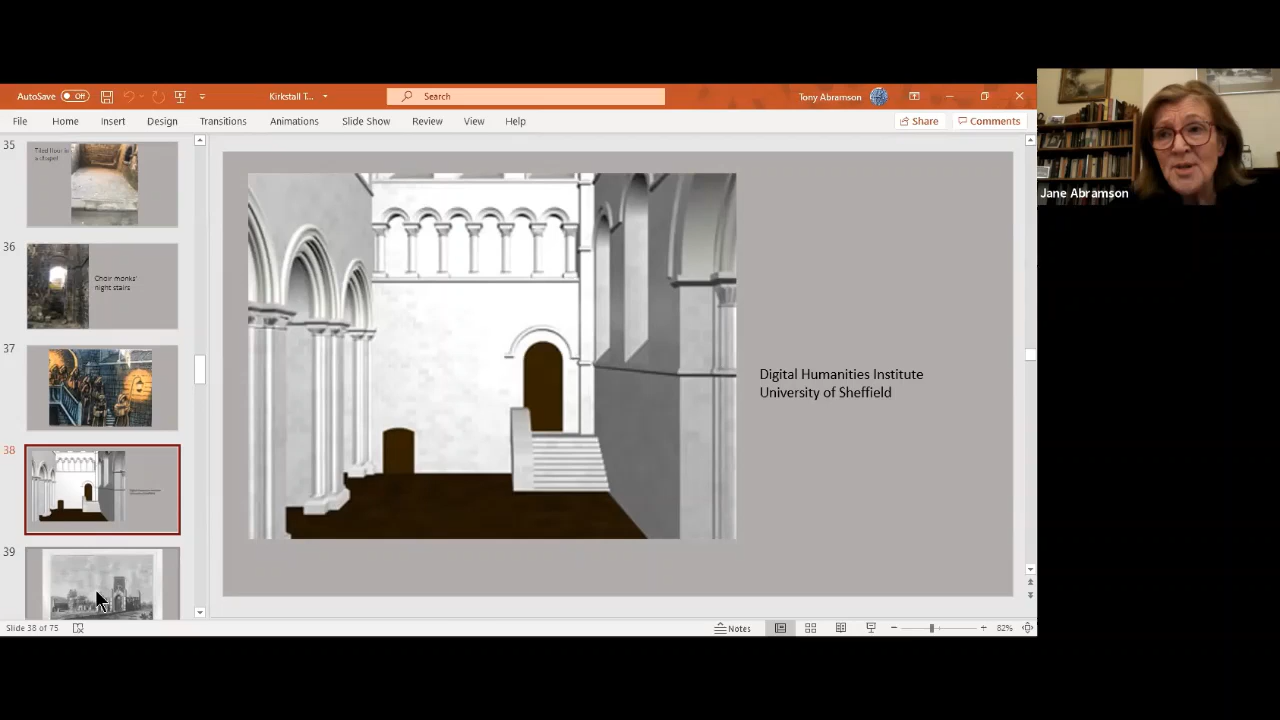 AutoSave Off
Kirkstall T...
Search
Tony Abramson
File Home Insert Design Transitions Animations Slide Show Review View Help
Share Comments
35
Tiled floor in
a chapel
36
Choir monks'
night stairs
37
38
39
Digital Humanities Institute
University of Sheffield
Jane Abramson
Slide 38 of 75
Notes
82%